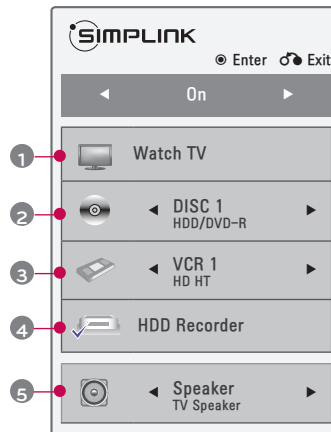 SIMPLINK
Enter Exit
On
1 Watch TV
2 DISC 1
HDD/DVD-R
3 VCR 1
HD HT
4 HDD Recorder
5 Speaker
TV Speaker